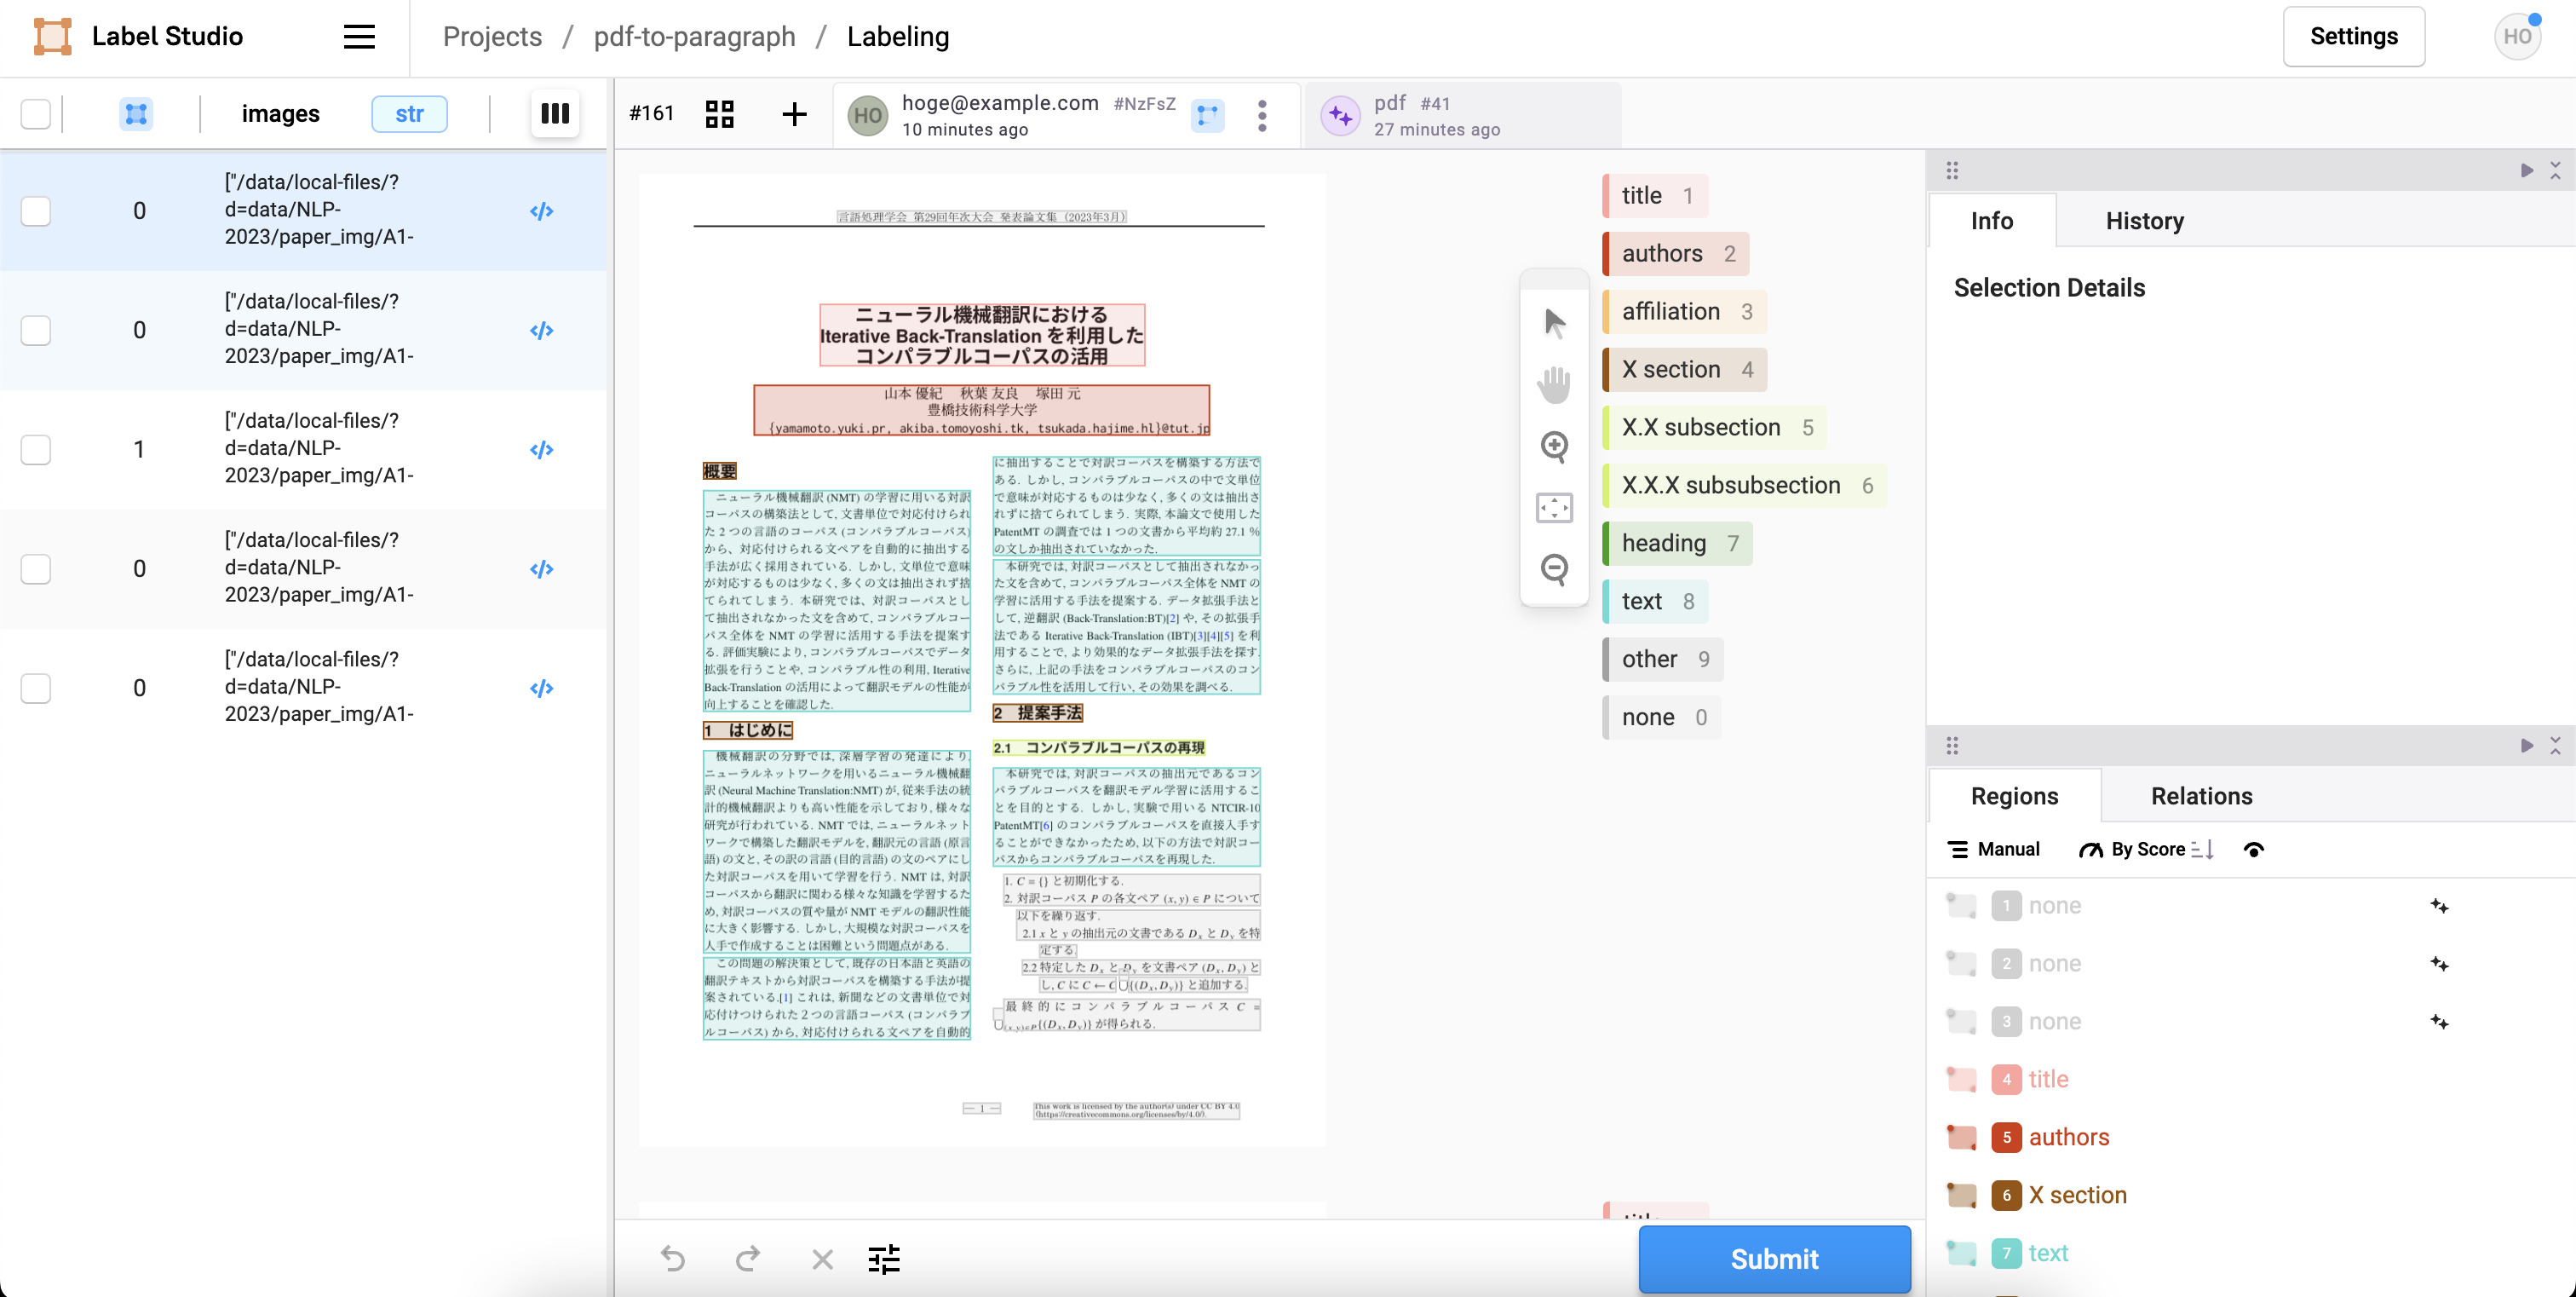 Label Studio
Projects / pdf-to-paragraph / Labeling
Settings
HO
images
str
0
["/data/local-files/?
d=data/NLP-
2023/paper_img/A1-
0
["/data/local-files/?
d=data/NLP-
2023/paper_img/A1-
1
["/data/local-files/?
d=data/NLP-
2023/paper_img/A1-
0
["/data/local-files/?
d=data/NLP-
2023/paper_img/A1-
0
["/data/local-files/?
d=data/NLP-
2023/paper_img/A1-
#161
HO
hoge@example.com #NzFsZ
10 minutes ago
pdf #41
27 minutes ago
言語処理学会 第29回年次大会 発表論文集 (2023年3月)
ニューラル機械翻訳における
Iterative Back-Translation を利用した
コンパラブルコーパスの活用
山本 優紀 秋葉 友良 塚田 元
豊橋技術科学大学
{yamamoto.yuki.pr, akiba.tomoyoshi.tk, tsukada.hajime.hl}@tut.jp
概要
ニューラル機械翻訳 (NMT) の学習に用いる対訳
コーパスの構築法として, 文書単位で対応付けられ
た 2 つの言語のコーパス (コンパラブルコーパス)
から、対応付けられる文ペアを自動的に抽出する
手法が広く採用されている. しかし, 文単位で意味
が対応するものは少なく, 多くの文は抽出されず捨
てられてしまう. 本研究では、対訳コーパスとし
て抽出されなかった文を含めて, コンパラブルコー
パス全体を NMT の学習に活用する手法を提案す
る. 評価実験により, コンパラブルコーパスでデータ
拡張を行うことや, コンパラブル性の利用, Iterative
Back-Translation の活用によって翻訳モデルの性能が
向上することを確認した.
1 はじめに
機械翻訳の分野では, 深層学習の発達により,
ニューラルネットワークを用いるニューラル機械翻
訳 (Neural Machine Translation:NMT) が, 従来手法の統
計的機械翻訳よりも高い性能を示しており, 様々な
研究が行われている. NMT では, ニューラルネット
ワークで構築した翻訳モデルを, 翻訳元の言語 (原言
語) の文と, その訳の言語 (目的言語) の文のペアにし
た対訳コーパスを用いて学習を行う. NMT は, 対訳
コーパスから翻訳に関わる様々な知識を学習するた
め, 対訳コーパスの質や量が NMT モデルの翻訳性能
に大きく影響する. しかし, 大規模な対訳コーパスを
人手で作成することは困難という問題点がある.
この問題の解決策として, 既存の日本語と英語の
翻訳テキストから対訳コーパスを構築する手法が提
案されている.[1] これは, 新聞などの文書単位で対
応付けつけられた 2 つの言語コーパス (コンパラブ
ルコーパス) から, 対応付けられる文ペアを自動的
に抽出することで対訳コーパスを構築する方法で
ある. しかし, コンパラブルコーパスの中で文単位
で意味が対応するものは少なく, 多くの文は抽出さ
れずに捨てられてしまう. 実際, 本論文で使用した
PatentMT の調査では 1 つの文書から平均約 27.1 %
の文しか抽出されていなかった.
本研究では, 対訳コーパスとして抽出されなかっ
た文を含めて, コンパラブルコーパス全体を NMT の
学習に活用する手法を提案する. データ拡張手法と
して, 逆翻訳 (Back-Translation:BT)[2] や, その拡張手
法である Iterative Back-Translation (IBT)[3][4][5] を利
用することで, より効果的なデータ拡張手法を探す.
さらに, 上記の手法をコンパラブルコーパスのコン
パラブル性を活用して行い, その効果を調べる.
2 提案手法
2.1 コンパラブルコーパスの再現
本研究では, 対訳コーパスの抽出元であるコン
パラブルコーパスを翻訳モデル学習に活用するこ
とを目的とする. しかし, 実験で用いる NTCIR-10
PatentMT[6] のコンパラブルコーパスを直接入手す
ることができなかったため, 以下の方法で対訳コー
パスからコンパラブルコーパスを再現した.
1. C = {} と初期化する.
2. 対訳コーパス P の各文ペア (x, y) ∈ P について
以下を繰り返す.
2.1 x と y の抽出元の文書である Dx と Dy を特
定する
2.2 特定した Dx と Dy を文書ペア (Dx, Dy) と
し, C に C ← C ⋃{(Dx, Dy)} と追加する.
最終的にコンパラブルコーパス C =
⋃(x,y)∈P{(Dx, Dy)} が得られる.
— 1 —
This work is licensed by the author(s) under CC BY 4.0
(https://creativecommons.org/licenses/by/4.0/).
title 1
authors 2
affiliation 3
X section 4
X.X subsection 5
X.X.X subsubsection 6
heading 7
text 8
other 9
none 0
Submit
Info
History
Selection Details
Regions
Relations
Manual
By Score
1 none
2 none
3 none
4 title
5 authors
6 X section
7 text